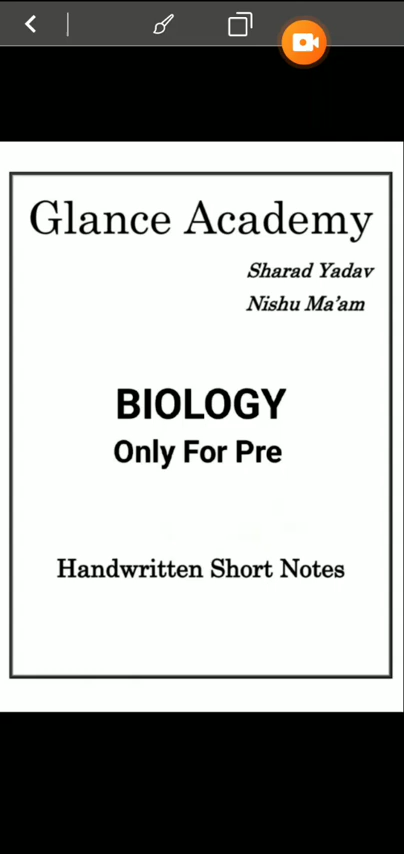 Glance Academy
Sharad Yadav
Nishu Ma'am
BIOLOGY
Only For Pre
Handwritten Short Notes